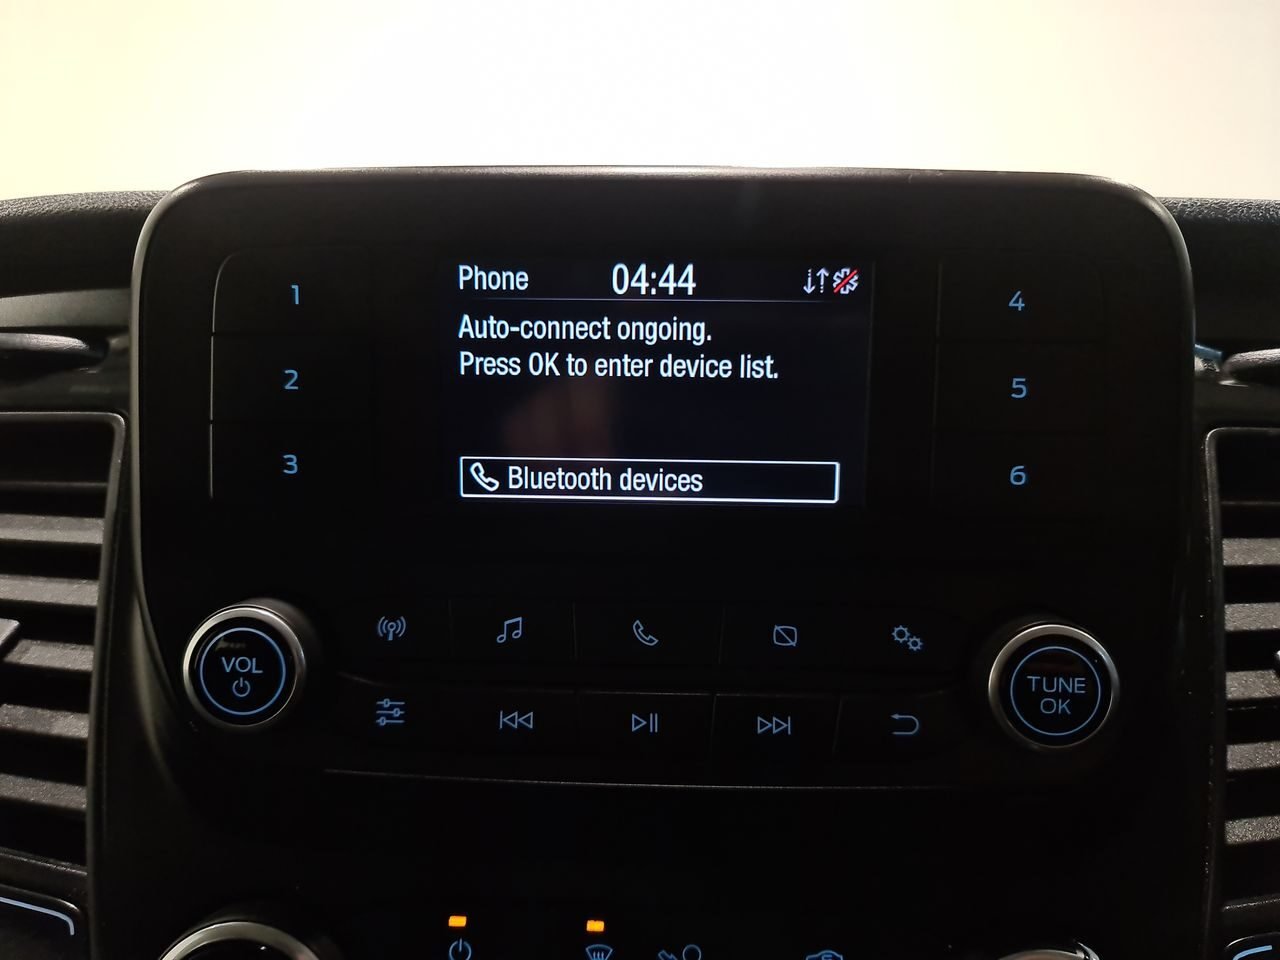 Phone 04:44
Auto-connect ongoing.
Press OK to enter device list.
Bluetooth devices
1
2
3
4
5
6
VOL
TUNE
OK